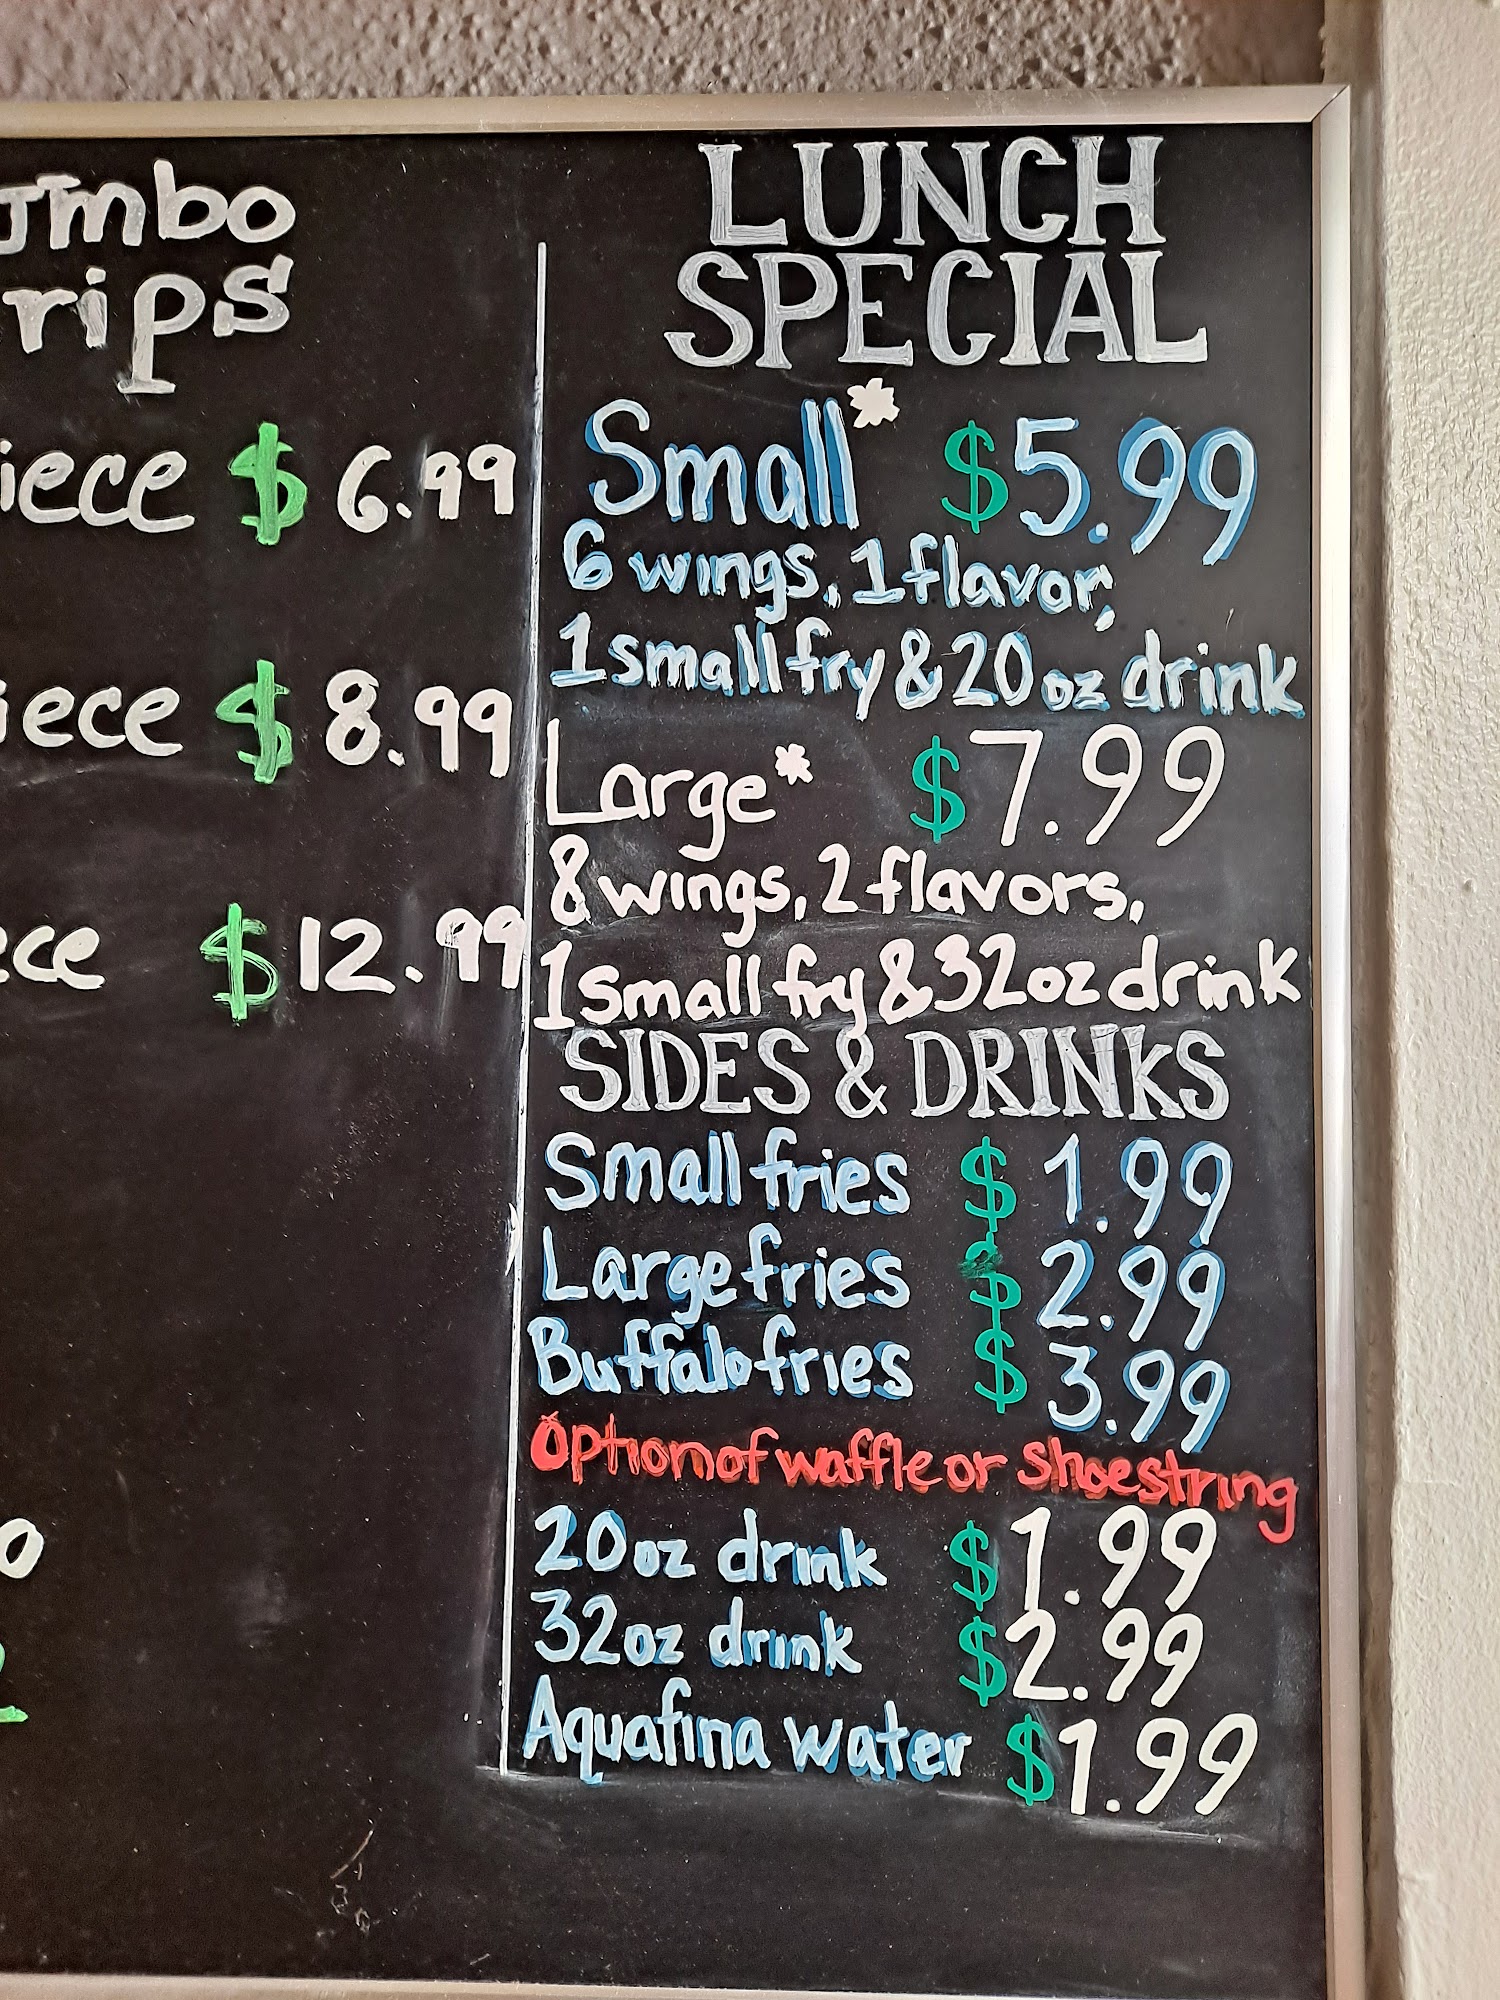 umbo
rips
iece $ 6.99
iece $ 8.99
ece $ 12.99
LUNCH
SPECIAL
Small* $5.99
6 wings, 1 flavor,
1 small fry & 20 oz drink
Large* $7.99
8 wings, 2 flavors,
1 small fry & 32oz drink
SIDES & DRINKS
Small fries $ 1.99
Large fries $ 2.99
Buffalo fries $ 3.99
Option of waffle or Shoestring
20oz drink $1.99
32oz drink $2.99
Aquafina water $1.99